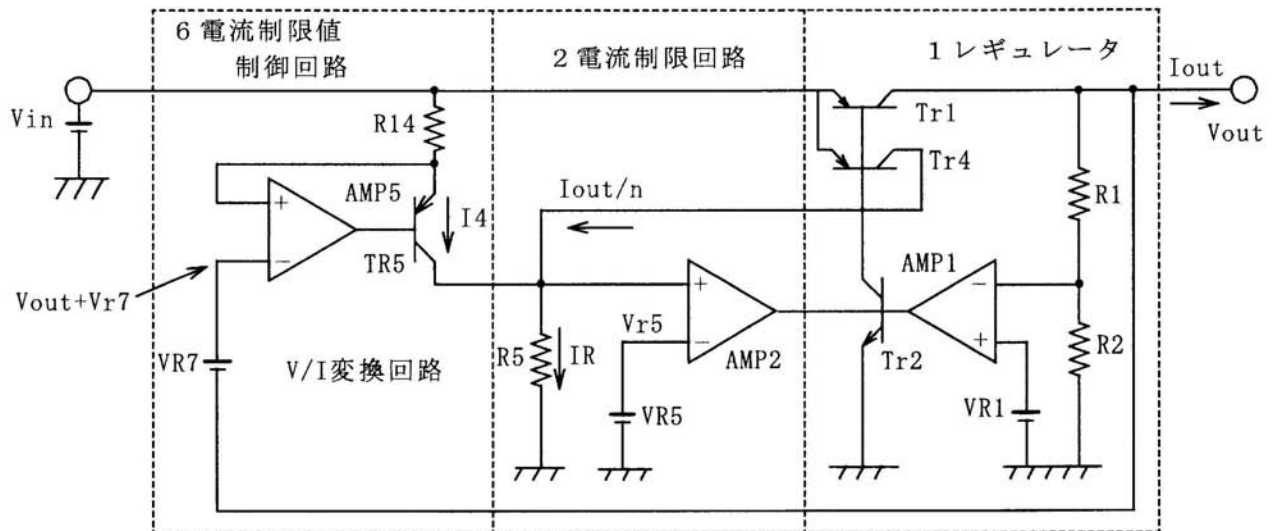 6電流制限値
制御回路
2電流制限回路
1レギュレータ
Vin
R14
AMP5
I4
TR5
Vout+Vr7
VR7
V/I変換回路
Iout/n
Vr5
R5
IR
VR5
AMP2
Tr1
Tr4
AMP1
Tr2
VR1
R1
R2
Iout
Vout
+
-
+
-
-
+